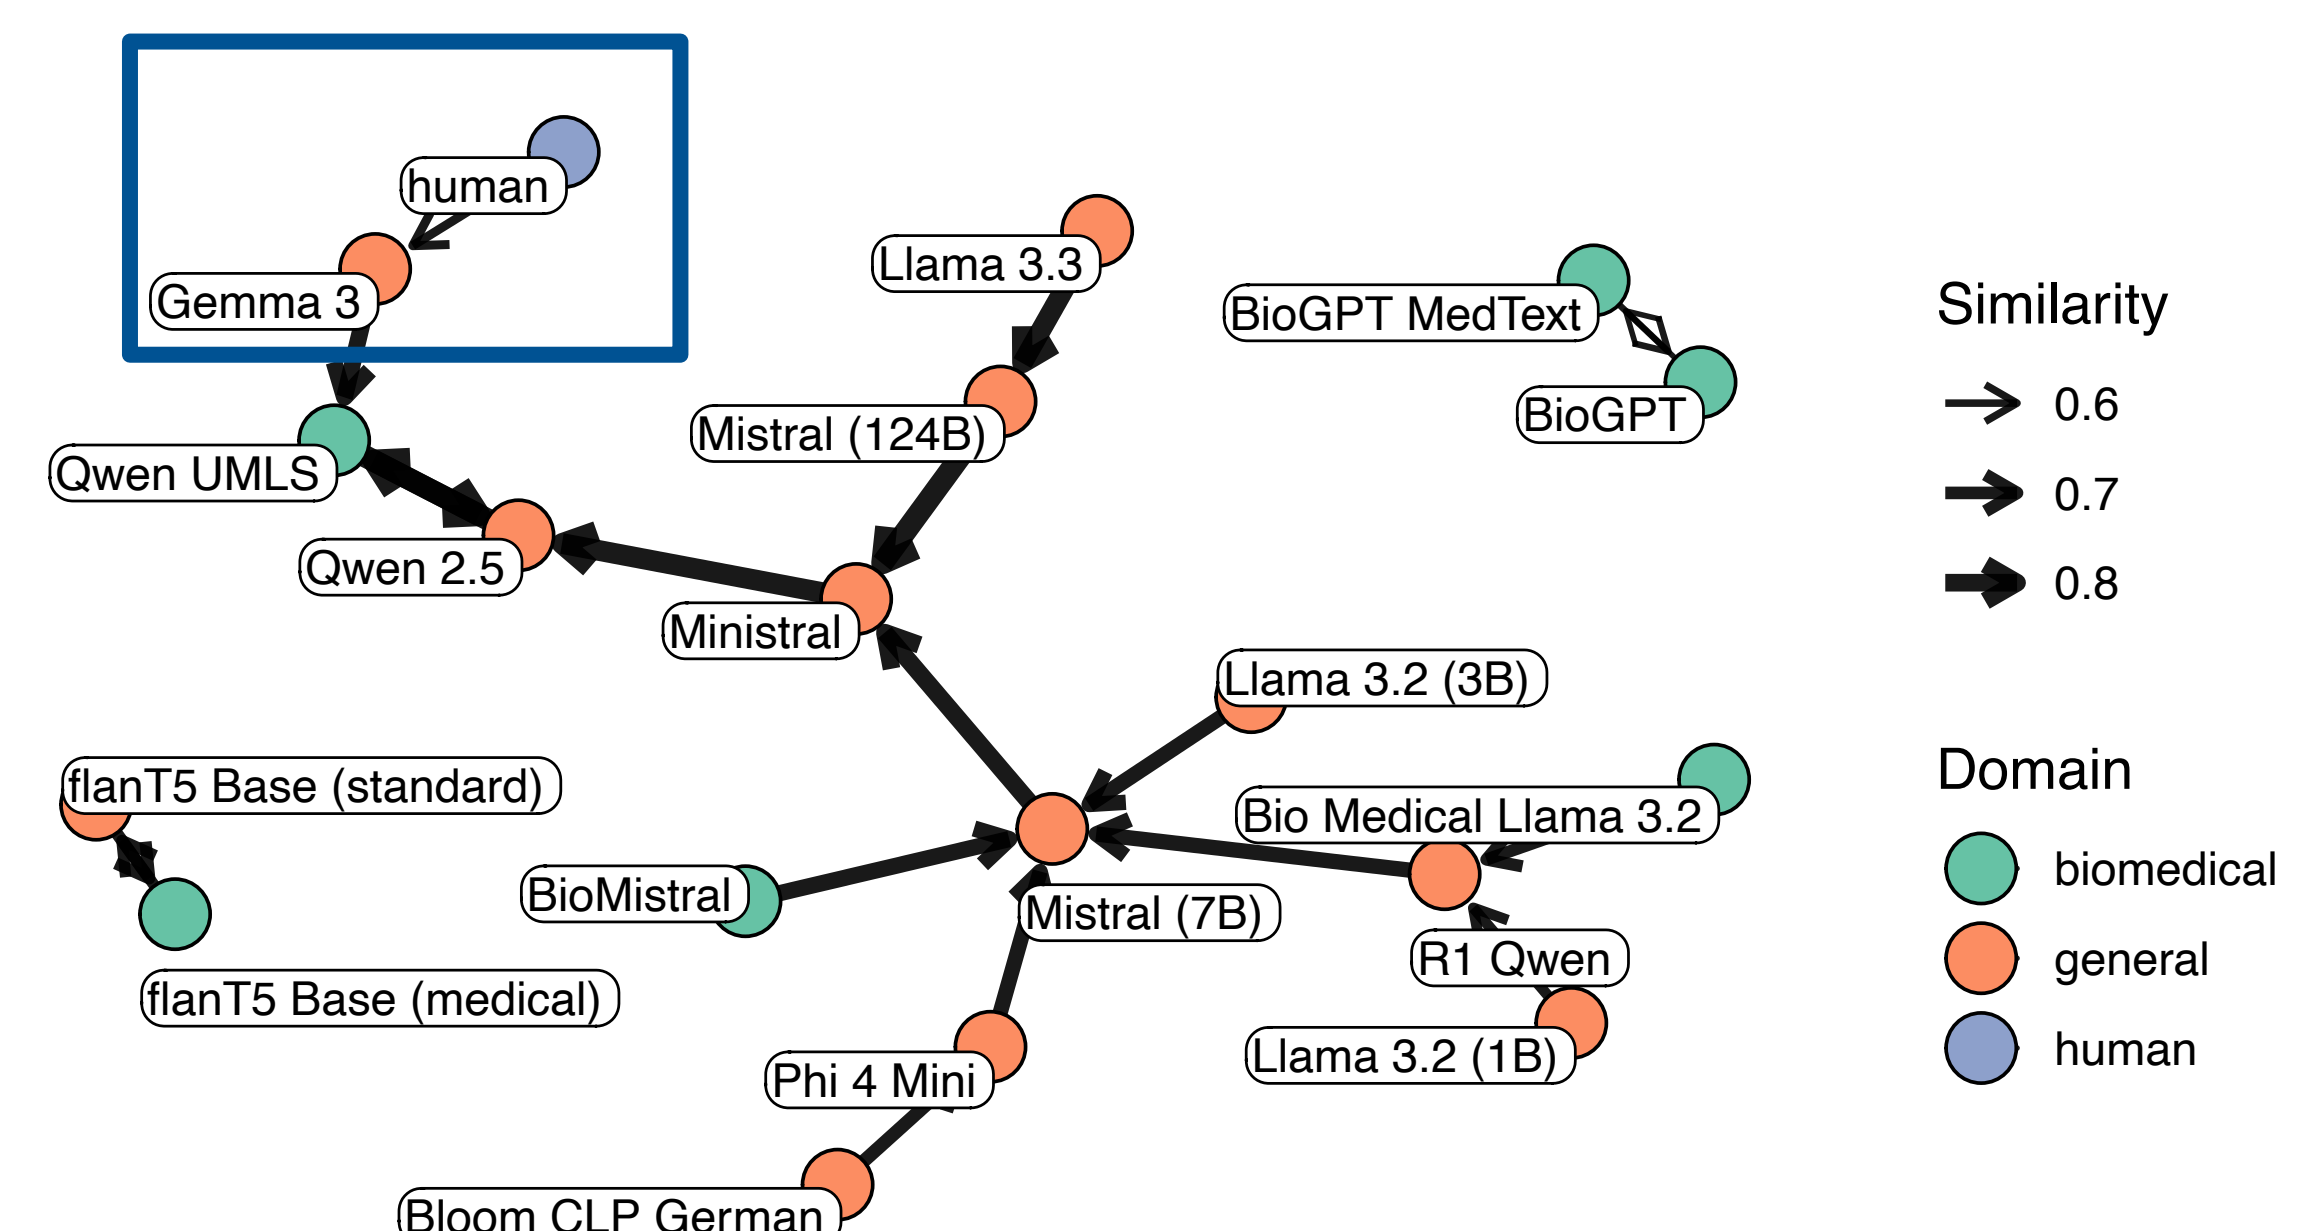 human
Gemma 3
Llama 3.3
BioGPT MedText
BioGPT
Mistral (124B)
Qwen UMLS
Qwen 2.5
Ministral
Llama 3.2 (3B)
flanT5 Base (standard)
Bio Medical Llama 3.2
BioMistral
Mistral (7B)
R1 Qwen
flanT5 Base (medical)
Llama 3.2 (1B)
Phi 4 Mini
Bloom CLP German
Similarity
0.6
0.7
0.8
Domain
biomedical
general
human